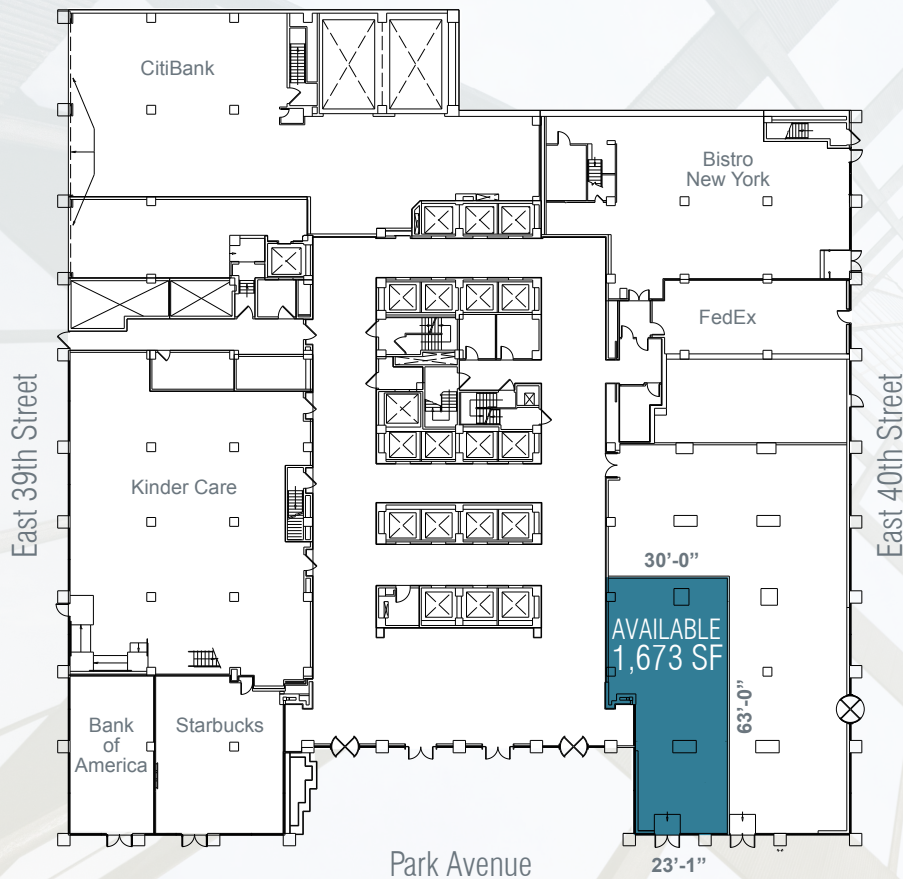 CitiBank
Bistro
New York
FedEx
East 39th Street
East 40th Street
Kinder Care
30’-0”
AVAILABLE
1,673 SF
63’-0”
Bank
of
America
Starbucks
Park Avenue
23’-1”